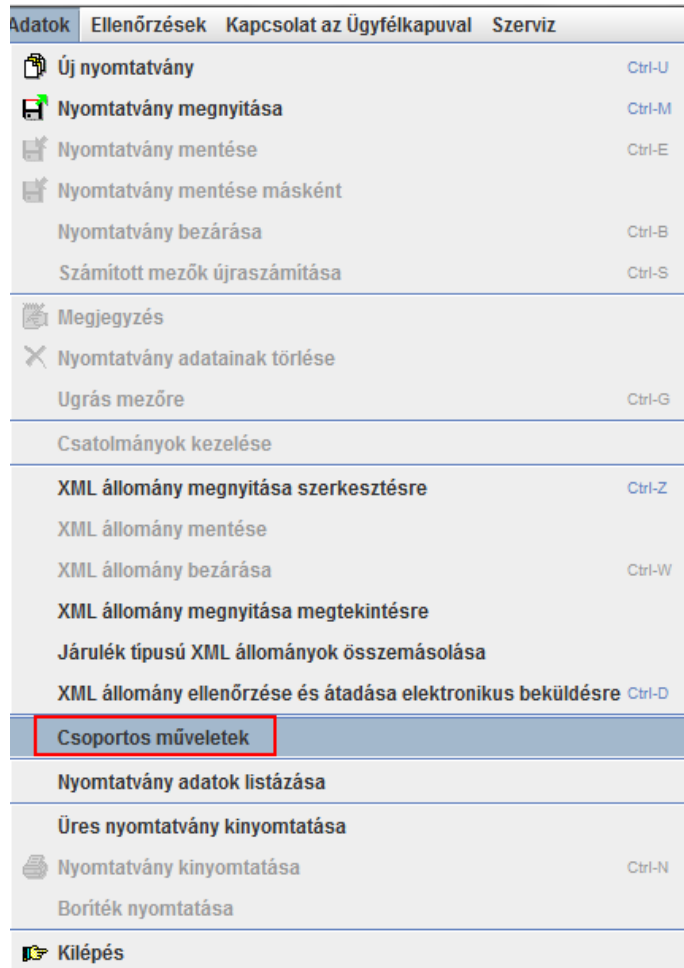 Adatok Ellenőrzések Kapcsolat az Ügyfélkapuval Szerviz
Új nyomtatvány Ctrl-U
Nyomtatvány megnyitása Ctrl-M
Nyomtatvány mentése Ctrl-E
Nyomtatvány mentése másként
Nyomtatvány bezárása Ctrl-B
Számított mezők újraszámítása Ctrl-S
Megjegyzés
Nyomtatvány adatainak törlése
Ugrás mezőre Ctrl-G
Csatolmányok kezelése
XML állomány megnyitása szerkesztésre Ctrl-Z
XML állomány mentése
XML állomány bezárása Ctrl-W
XML állomány megnyitása megtekintésre
Járulék típusú XML állományok összemásolása
XML állomány ellenőrzése és átadása elektronikus beküldésre Ctrl-D
Csoportos műveletek
Nyomtatvány adatok listázása
Üres nyomtatvány kinyomtatása
Nyomtatvány kinyomtatása Ctrl-N
Boríték nyomtatása
Kilépés